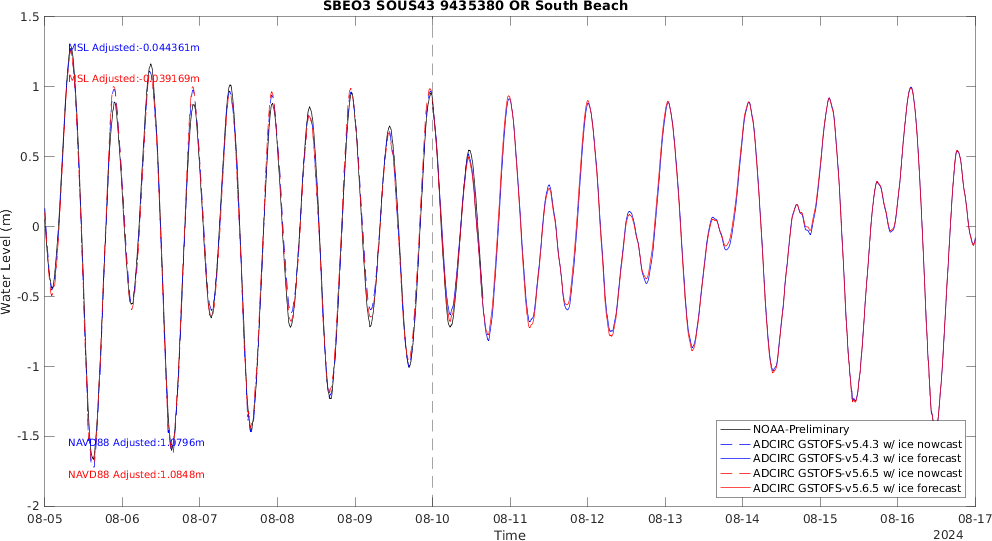 SBEO3 SOUS43 9435380 OR South Beach
1.5
1
0.5
0
-0.5
-1
-1.5
-2
Water Level (m)
MSL Adjusted:-0.044361m
MSL Adjusted:-0.039169m
NAVD88 Adjusted:1.0796m
NAVD88 Adjusted:1.0848m
NOAA-Preliminary
ADCIRC GSTOFS-v5.4.3 w/ ice nowcast
ADCIRC GSTOFS-v5.4.3 w/ ice forecast
ADCIRC GSTOFS-v5.6.5 w/ ice nowcast
ADCIRC GSTOFS-v5.6.5 w/ ice forecast
08-05 08-06 08-07 08-08 08-09 08-10 08-11 08-12 08-13 08-14 08-15 08-16 08-17
Time
2024